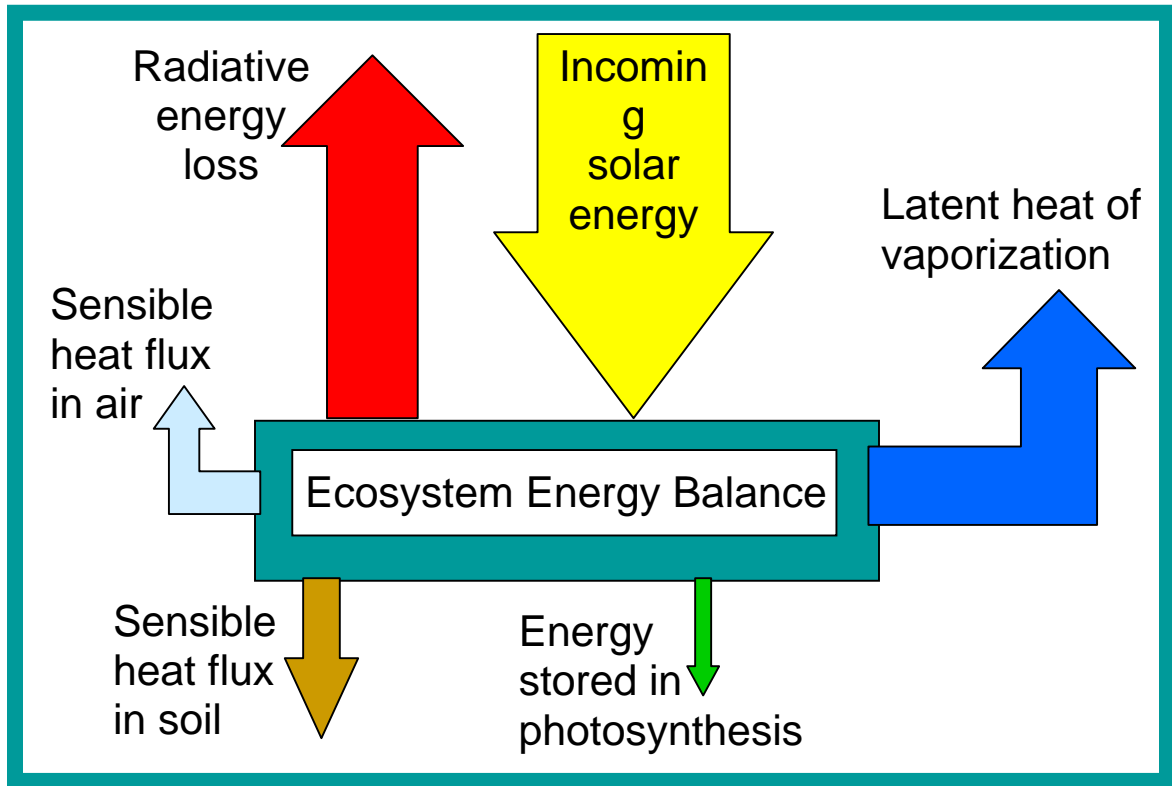 Radiative
energy
loss
Incomin
g
solar
energy
Latent heat of
vaporization
Sensible
heat flux
in air
Ecosystem Energy Balance
Sensible
heat flux
in soil
Energy
stored in
photosynthesis